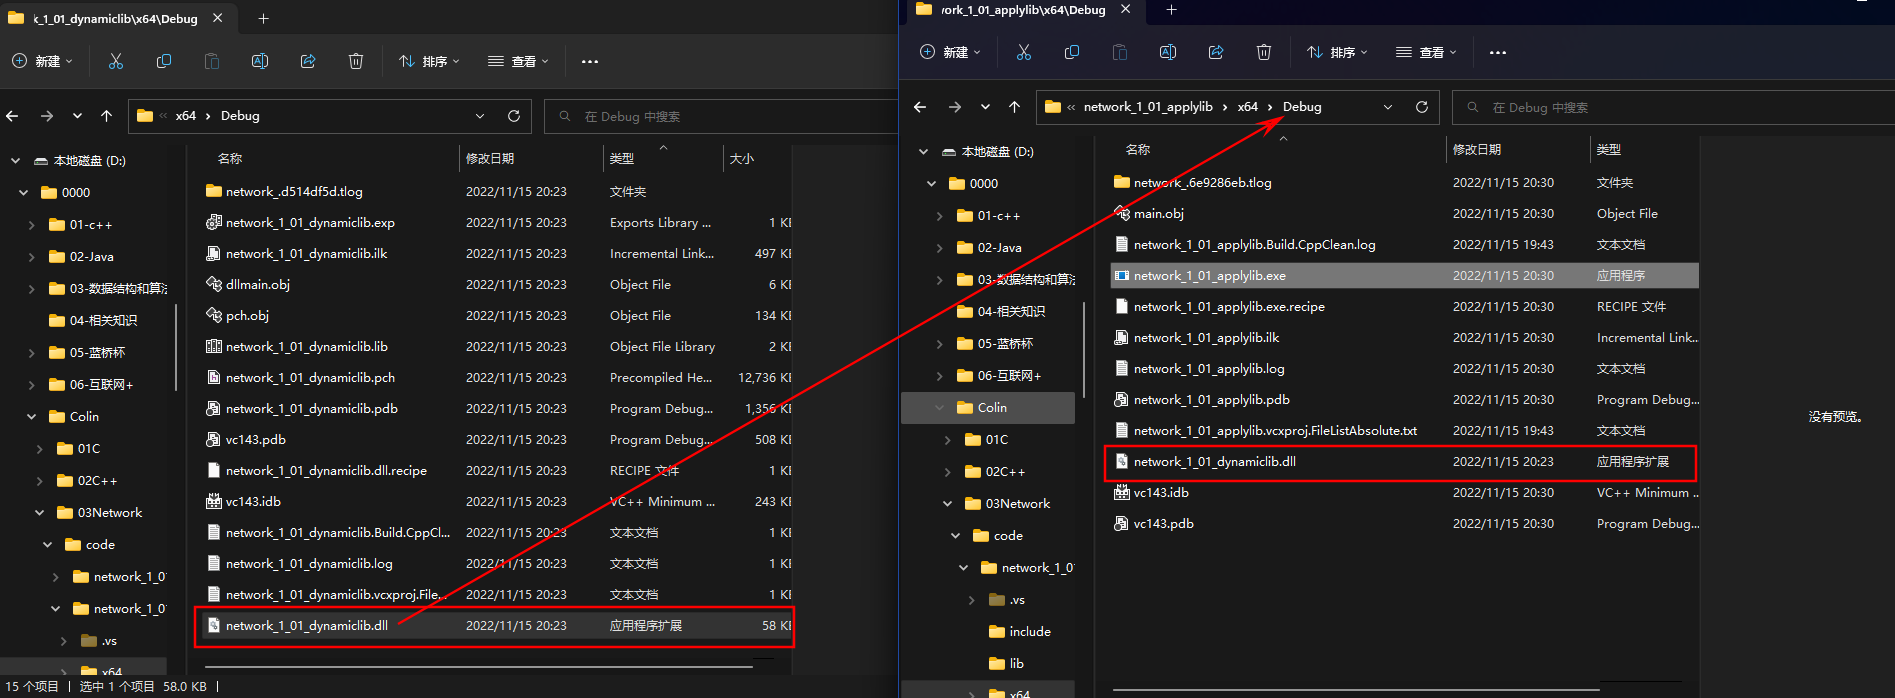 k_1_01_dynamiclib\x64\Debug
新建
排序
查看
x64 Debug
在 Debug 中搜索
本地磁盘 (D:)
0000
01-c++
02-Java
03-数据结构和算法
04-相关知识
05-蓝桥杯
06-互联网+
Colin
01C
02C++
03Network
code
network_1_0
network_1_0
.vs
x64
名称 修改日期 类型 大小
network_.d514df5d.tlog 2022/11/15 20:23 文件夹
network_1_01_dynamiclib.exp 2022/11/15 20:23 Exports Library ... 1 KB
network_1_01_dynamiclib.ilk 2022/11/15 20:23 Incremental Link... 497 KB
dllmain.obj 2022/11/15 20:23 Object File 6 KB
pch.obj 2022/11/15 20:23 Object File 134 KB
network_1_01_dynamiclib.lib 2022/11/15 20:23 Object File Library 2 KB
network_1_01_dynamiclib.pch 2022/11/15 20:23 Precompiled He... 12,736 KB
network_1_01_dynamiclib.pdb 2022/11/15 20:23 Program Debug... 1,356 KB
vc143.pdb 2022/11/15 20:23 Program Debug... 508 KB
network_1_01_dynamiclib.dll.recipe 2022/11/15 20:23 RECIPE 文件 1 KB
vc143.idb 2022/11/15 20:23 VC++ Minimum ... 243 KB
network_1_01_dynamiclib.Build.CppCl... 2022/11/15 20:23 文本文档 1 KB
network_1_01_dynamiclib.log 2022/11/15 20:23 文本文档 1 KB
network_1_01_dynamiclib.vcxproj.File... 2022/11/15 20:23 文本文档 1 KB
network_1_01_dynamiclib.dll 2022/11/15 20:23 应用程序扩展 58 KB
15 个项目 选中 1 个项目 58.0 KB
work_1_01_applylib\x64\Debug
新建
排序
查看
network_1_01_applylib x64 Debug
在 Debug 中搜索
本地磁盘 (D:)
0000
01-c++
02-Java
03-数据结构和算法
04-相关知识
05-蓝桥杯
06-互联网+
Colin
01C
02C++
03Network
code
network_1_0
.vs
include
lib
x64
名称 修改日期 类型
network_.6e9286eb.tlog 2022/11/15 20:30 文件夹
main.obj 2022/11/15 20:30 Object File
network_1_01_applylib.Build.CppClean.log 2022/11/15 19:43 文本文档
network_1_01_applylib.exe 2022/11/15 20:30 应用程序
network_1_01_applylib.exe.recipe 2022/11/15 20:30 RECIPE 文件
network_1_01_applylib.ilk 2022/11/15 20:30 Incremental Link...
network_1_01_applylib.log 2022/11/15 20:30 文本文档
network_1_01_applylib.pdb 2022/11/15 20:30 Program Debug...
network_1_01_applylib.vcxproj.FileListAbsolute.txt 2022/11/15 19:43 文本文档
network_1_01_dynamiclib.dll 2022/11/15 20:23 应用程序扩展
vc143.idb 2022/11/15 20:30 VC++ Minimum ...
vc143.pdb 2022/11/15 20:30 Program Debug...
没有预览。